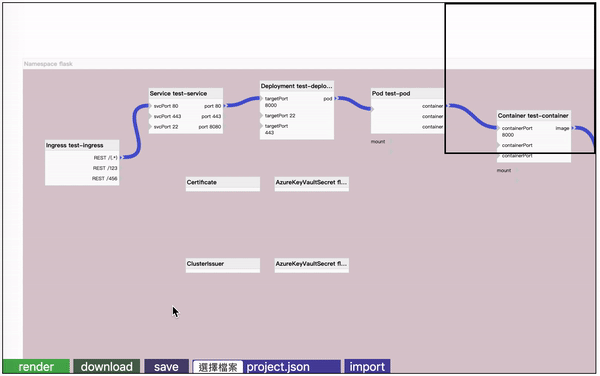 Namespace flask
Service test-service
svcPort 80 port 80
svcPort 443 port 443
svcPort 22 port 8080
Deployment test-deplo...
targetPort pod
8000
targetPort 22
targetPort
443
Pod test-pod
container
container
container
mount
Container test-container
containerPort image
8000
containerPort
containerPort
mount
Ingress test-ingress
REST /(.*)
REST /123
REST /456
Certificate
AzureKeyVaultSecret fl...
ClusterIssuer
AzureKeyVaultSecret fl...
render download save 選擇檔案 project.json import